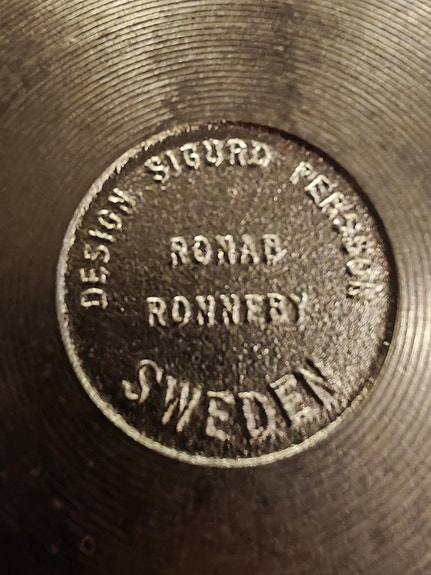 DESIGN SIGURD PERSSON
RONAB
RONNEBY
SWEDEN